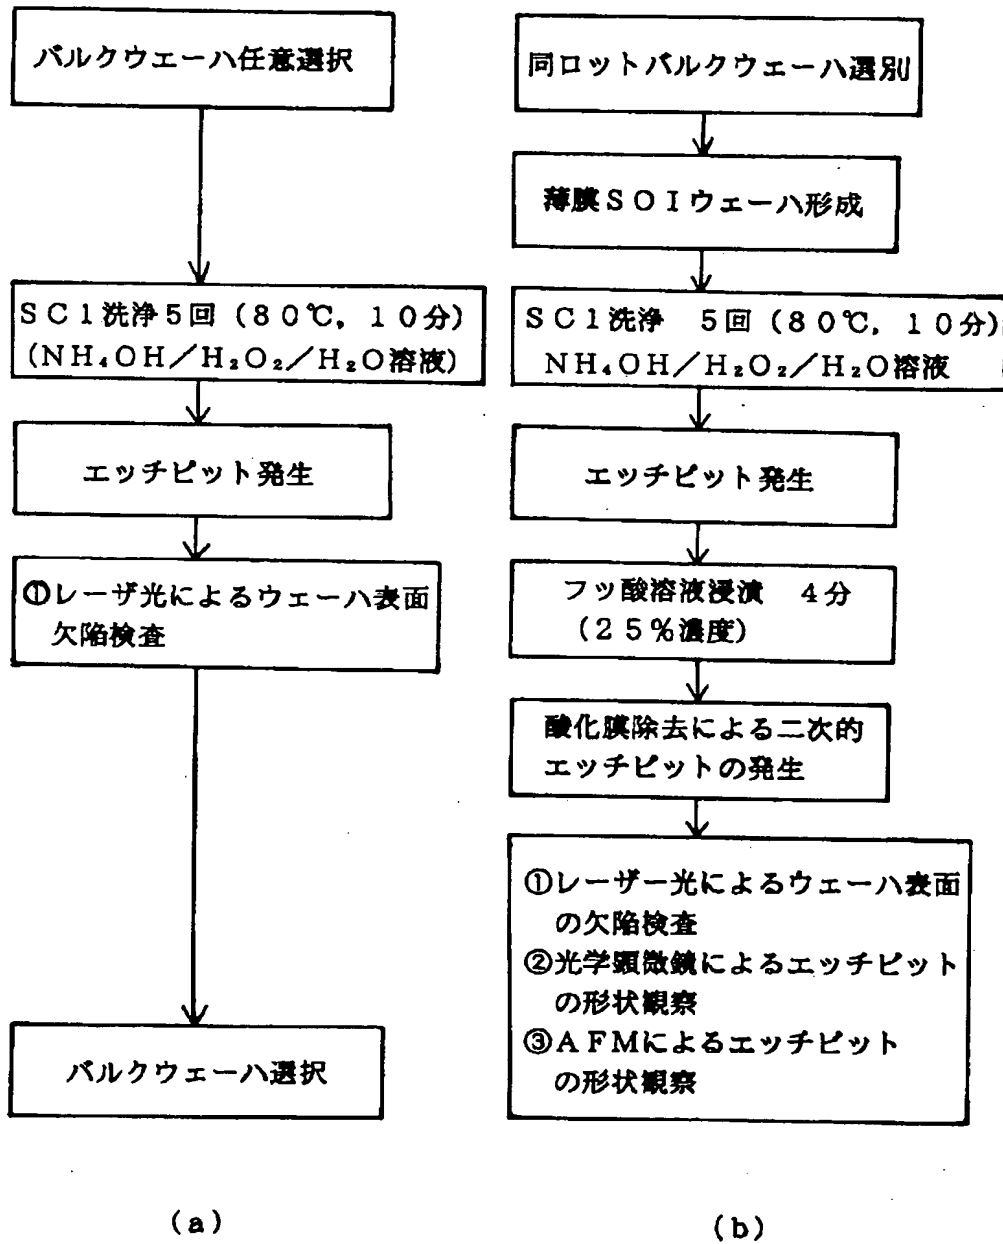 バルクウエーハ任意選択
SC1洗浄5回(80℃,10分)
(NH₄OH/H₂O₂/H₂O溶液)
エッチピット発生
①レーザ光によるウェーハ表面
欠陥検査
バルクウェーハ選択
(a)
同ロットバルクウェーハ選別
薄膜SOIウェーハ形成
SC1洗浄 5回(80℃,10分)
NH₄OH/H₂O₂/H₂O溶液
エッチピット発生
フッ酸溶液浸漬 4分
(25%濃度)
酸化膜除去による二次的
エッチピットの発生
①レーザー光によるウェーハ表面
の欠陥検査
②光学顕微鏡によるエッチピット
の形状観察
③AFMによるエッチピット
の形状観察
(b)